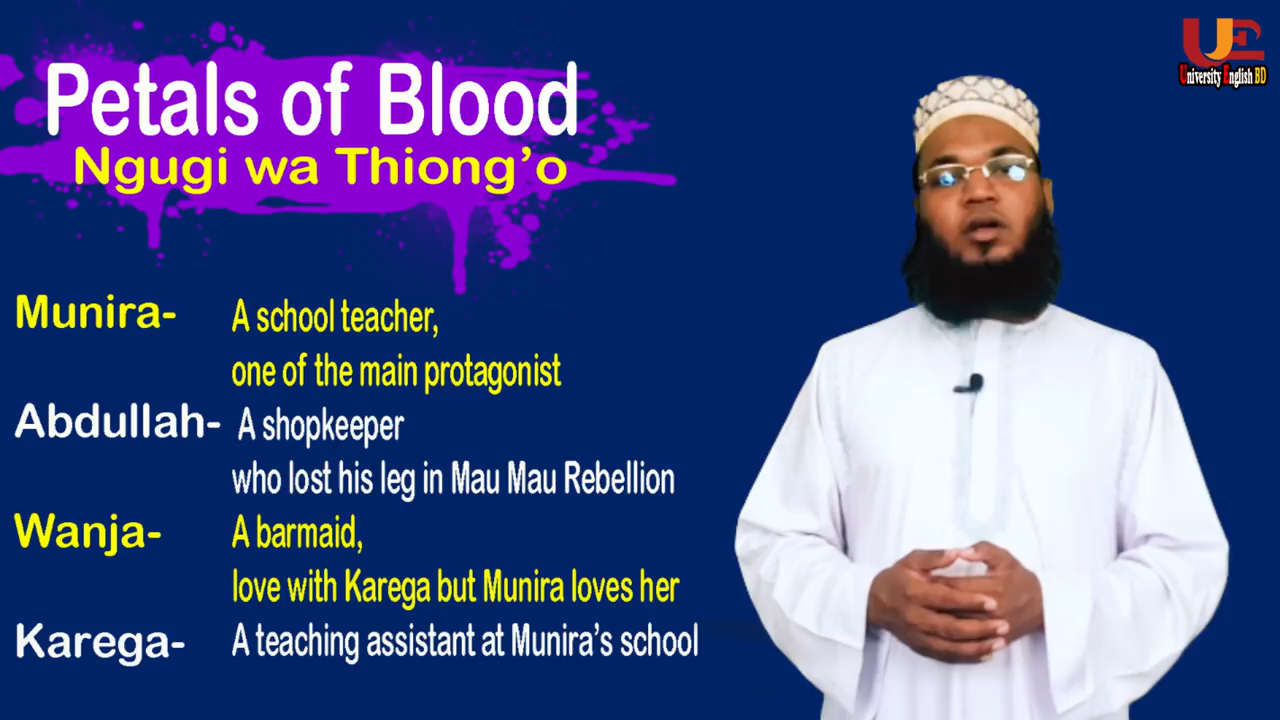 Petals of Blood
Ngugi wa Thiong’o
UE
University English BD
Munira- A school teacher,
one of the main protagonist
Abdullah- A shopkeeper
who lost his leg in Mau Mau Rebellion
Wanja- A barmaid,
love with Karega but Munira loves her
Karega- A teaching assistant at Munira’s school